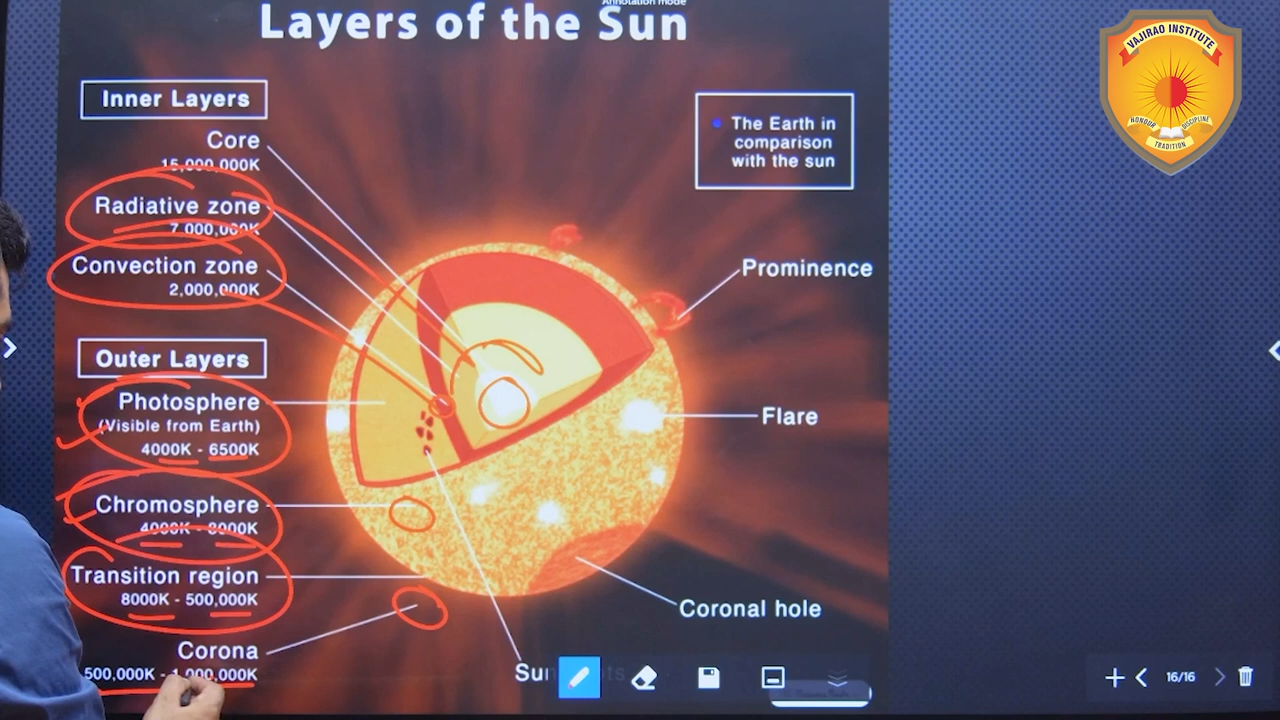 Annotation mode
Layers of the Sun
Inner Layers
Core
15,000,000K
Radiative zone
7,000,000K
Convection zone
2,000,000K
Outer Layers
Photosphere
(Visible from Earth)
4000K - 6500K
Chromosphere
4000K - 8000K
Transition region
8000K - 500,000K
Corona
500,000K - 1,000,000K
The Earth in
comparison
with the sun
Prominence
Flare
Coronal hole
16/16
VAJIRAO INSTITUTE
HONOUR
DISCIPLINE
TRADITION